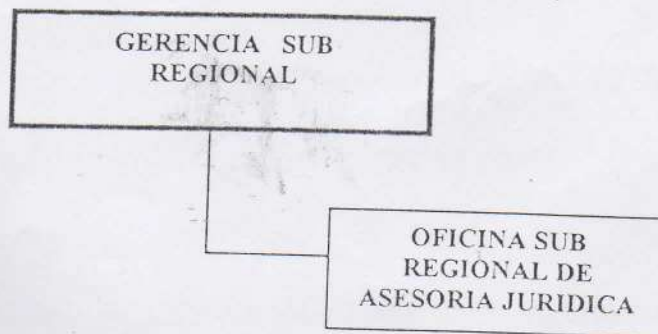 GERENCIA SUB
REGIONAL
OFICINA SUB
REGIONAL DE
ASESORIA JURIDICA